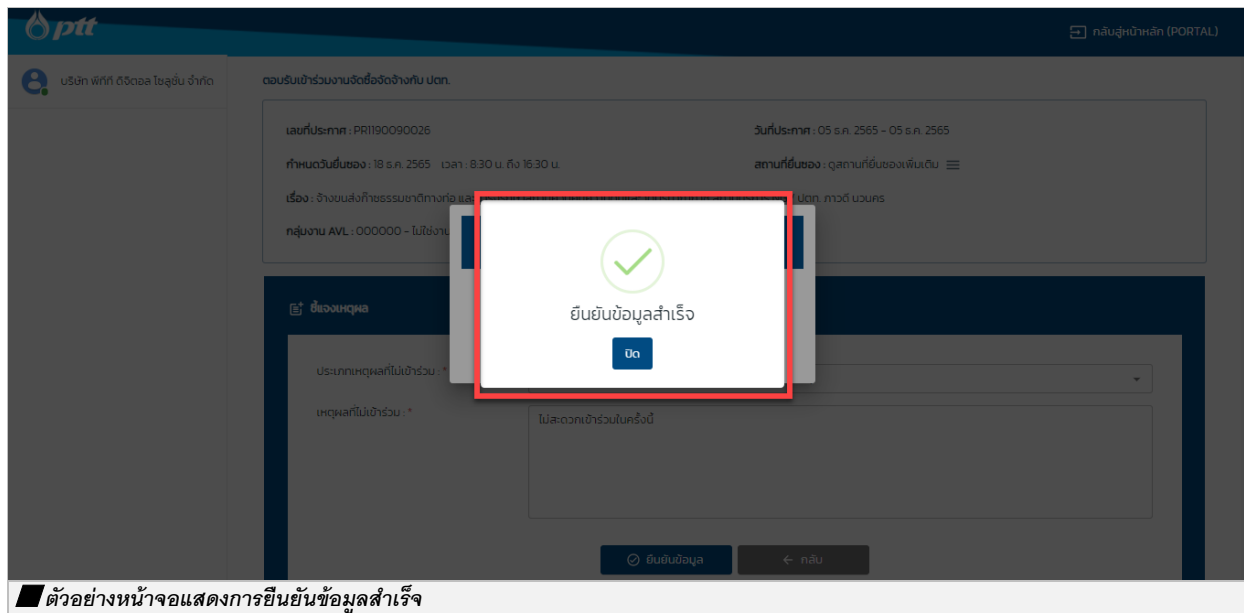 ptt
กลับสู่หน้าหลัก (PORTAL)
บริษัท พีทีที ดิจิตอล โซลูชั่น จำกัด
ตอบรับเข้าร่วมงานจัดซื้อจัดจ้างกับ ปตท.
เลขที่ประกาศ : PR1190090026
วันที่ประกาศ : 05 ธ.ค. 2565 - 05 ธ.ค. 2565
กำหนดวันยื่นซอง : 18 ธ.ค. 2565 เวลา : 8:30 น. ถึง 16:30 น.
สถานที่ยื่นซอง : ดูสถานที่ยื่นซองเพิ่มเติม
เรื่อง : จ้างขนส่งก๊าซธรรมชาติทางท่อ และ ปตท. ภาวดี นวนคร
กลุ่มงาน AVL : 000000 - ไม่ใช่งาน
ชี้แจงเหตุผล
ยืนยันข้อมูลสำเร็จ
ปิด
ประเภทเหตุผลที่ไม่เข้าร่วม : *
เหตุผลที่ไม่เข้าร่วม : *
ไม่สะดวกเข้าร่วมในครั้งนี้
ยืนยันข้อมูล
กลับ
ตัวอย่างหน้าจอแสดงการยืนยันข้อมูลสำเร็จ